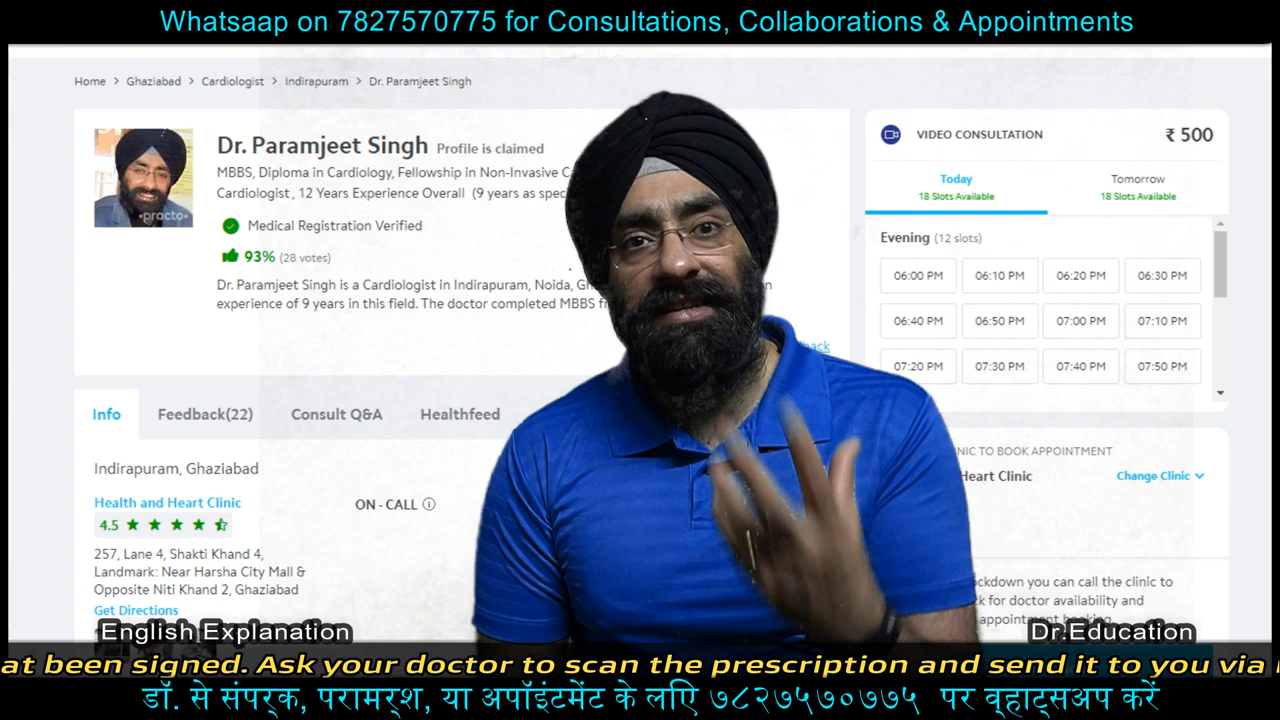 Whatsaap on 7827570775 for Consultations, Collaborations & Appointments
Home > Ghaziabad > Cardiologist > Indirapuram > Dr. Paramjeet Singh
Dr. Paramjeet Singh Profile is claimed
MBBS, Diploma in Cardiology, Fellowship in Non-Invasive
Cardiologist, 12 Years Experience Overall (9 years as
Medical Registration Verified
93% (28 votes)
Dr. Paramjeet Singh is a Cardiologist in Indirapuram, Noida,
experience of 9 years in this field. The doctor completed MBBS
practo
VIDEO CONSULTATION ₹ 500
Today Tomorrow
18 Slots Available 18 Slots Available
Evening (12 slots)
06:00 PM 06:10 PM 06:20 PM 06:30 PM
06:40 PM 06:50 PM 07:00 PM 07:10 PM
07:20 PM 07:30 PM 07:40 PM 07:50 PM
Info Feedback(22) Consult Q&A Healthfeed
Indirapuram, Ghaziabad
Health and Heart Clinic ON - CALL
4.5
257, Lane 4, Shakti Khand 4,
Landmark: Near Harsha City Mall &
Opposite Niti Khand 2, Ghaziabad
Get Directions
TO BOOK APPOINTMENT
Heart Clinic Change Clinic
you can call the clinic to
for doctor availability and
appointment booking.
English Explanation
Dr.Education
at been signed. Ask your doctor to scan the prescription and send it to you via
डॉ. से संपर्क, परामर्श, या अपॉइंटमेंट के लिए ७८२७५७०७७५ पर व्हाट्सअप करें